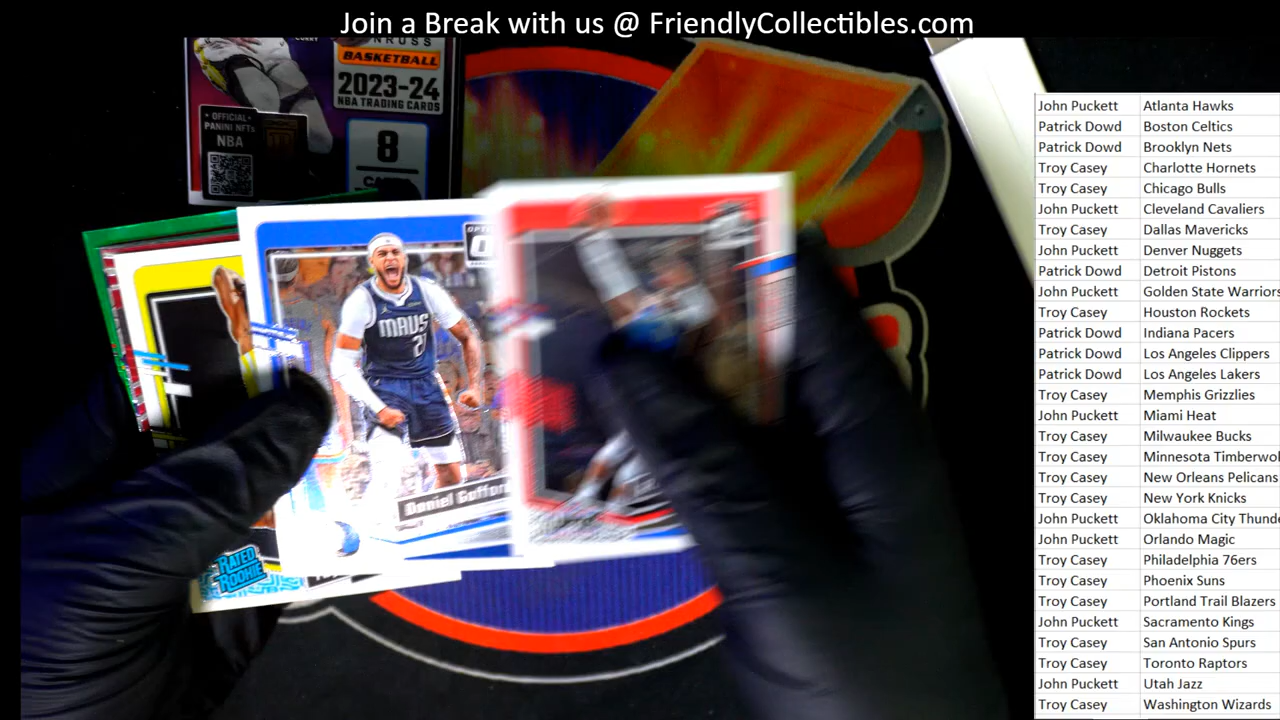 Join a Break with us @ FriendlyCollectibles.com
BASKETBALL
2023-24
NBA TRADING CARDS
8
• OFFICIAL •
PANINI NFTs
NBA
MAVS
RATED
ROOKIE
John Puckett Atlanta Hawks
Patrick Dowd Boston Celtics
Patrick Dowd Brooklyn Nets
Troy Casey Charlotte Hornets
Troy Casey Chicago Bulls
John Puckett Cleveland Cavaliers
Troy Casey Dallas Mavericks
John Puckett Denver Nuggets
Patrick Dowd Detroit Pistons
John Puckett Golden State Warriors
Troy Casey Houston Rockets
Patrick Dowd Indiana Pacers
Patrick Dowd Los Angeles Clippers
Patrick Dowd Los Angeles Lakers
Troy Casey Memphis Grizzlies
John Puckett Miami Heat
Troy Casey Milwaukee Bucks
Troy Casey Minnesota Timberwol
Troy Casey New Orleans Pelicans
Troy Casey New York Knicks
John Puckett Oklahoma City Thund
John Puckett Orlando Magic
Troy Casey Philadelphia 76ers
Troy Casey Phoenix Suns
Troy Casey Portland Trail Blazers
John Puckett Sacramento Kings
Troy Casey San Antonio Spurs
Troy Casey Toronto Raptors
John Puckett Utah Jazz
Troy Casey Washington Wizards